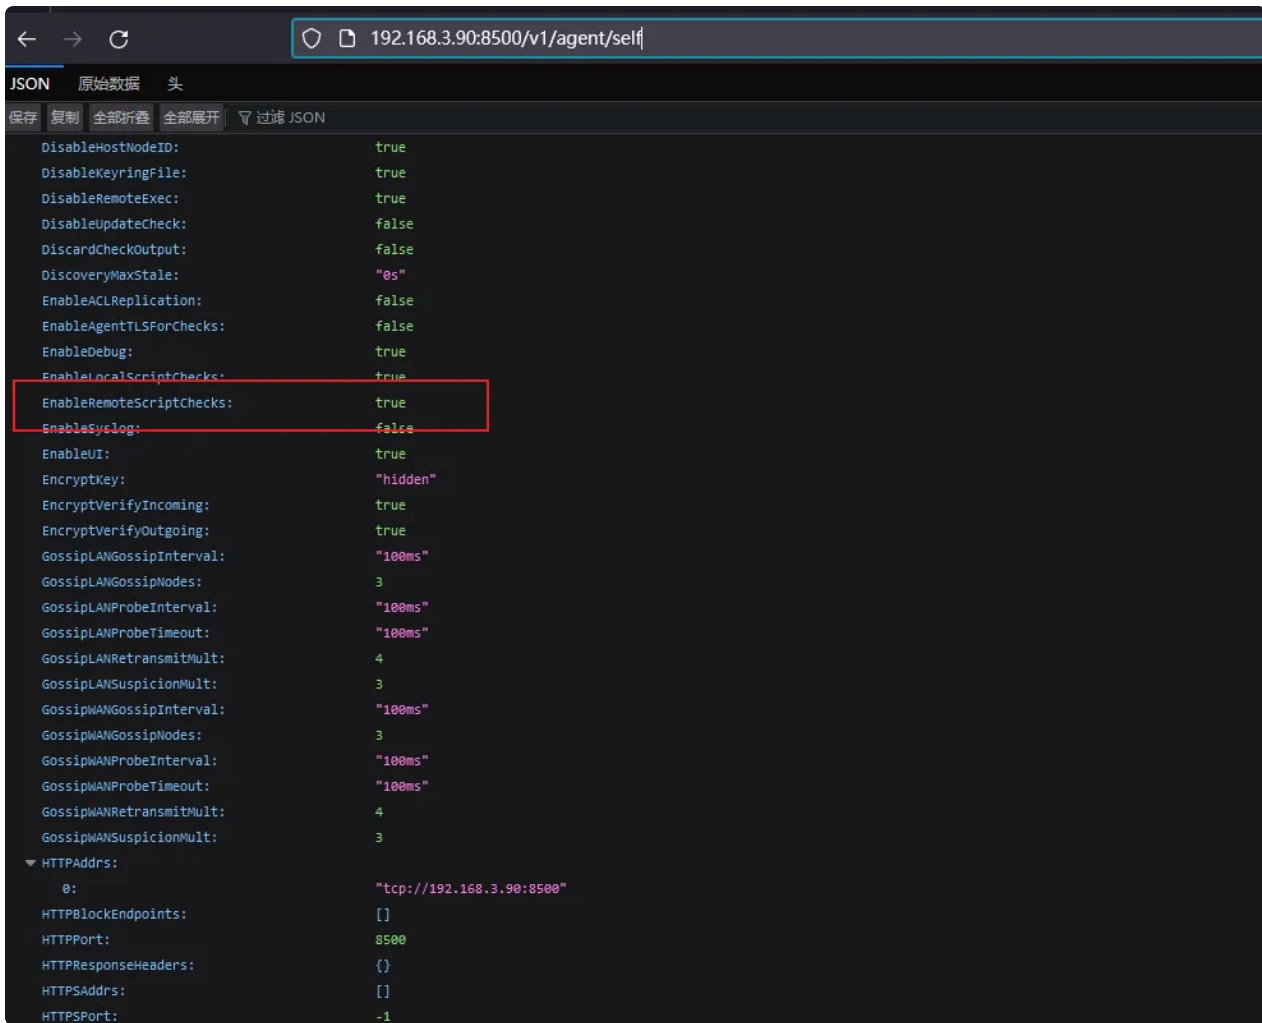 192.168.3.90:8500/v1/agent/self
JSON 原始数据 头
保存 复制 全部折叠 全部展开 过滤 JSON
DisableHostNodeID: true
DisableKeyringFile: true
DisableRemoteExec: true
DisableUpdateCheck: false
DiscardCheckOutput: false
DiscoveryMaxStale: "0s"
EnableACLReplication: false
EnableAgentTLSForChecks: false
EnableDebug: true
EnableLocalScriptChecks: true
EnableRemoteScriptChecks: true
EnableSyslog: false
EnableUI: true
EncryptKey: "hidden"
EncryptVerifyIncoming: true
EncryptVerifyOutgoing: true
GossipLANGossipInterval: "100ms"
GossipLANGossipNodes: 3
GossipLANProbeInterval: "100ms"
GossipLANProbeTimeout: "100ms"
GossipLANRetransmitMult: 4
GossipLANSuspicionMult: 3
GossipWANGossipInterval: "100ms"
GossipWANGossipNodes: 3
GossipWANProbeInterval: "100ms"
GossipWANProbeTimeout: "100ms"
GossipWANRetransmitMult: 4
GossipWANSuspicionMult: 3
HTTPAddrs:
0: "tcp://192.168.3.90:8500"
HTTPBlockEndpoints: []
HTTPPort: 8500
HTTPResponseHeaders: {}
HTTPSAddrs: []
HTTPSPort: -1